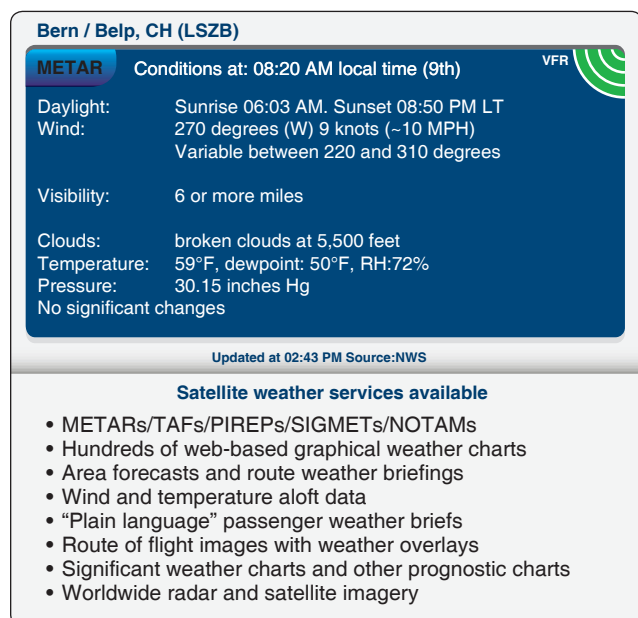 Bern / Belp, CH (LSZB)
METAR Conditions at: 08:20 AM local time (9th) VFR
Daylight: Sunrise 06:03 AM. Sunset 08:50 PM LT
Wind: 270 degrees (W) 9 knots (~10 MPH)
Variable between 220 and 310 degrees
Visibility: 6 or more miles
Clouds: broken clouds at 5,500 feet
Temperature: 59°F, dewpoint: 50°F, RH:72%
Pressure: 30.15 inches Hg
No significant changes
Updated at 02:43 PM Source:NWS
Satellite weather services available
• METARs/TAFs/PIREPs/SIGMETs/NOTAMs
• Hundreds of web-based graphical weather charts
• Area forecasts and route weather briefings
• Wind and temperature aloft data
• “Plain language” passenger weather briefs
• Route of flight images with weather overlays
• Significant weather charts and other prognostic charts
• Worldwide radar and satellite imagery